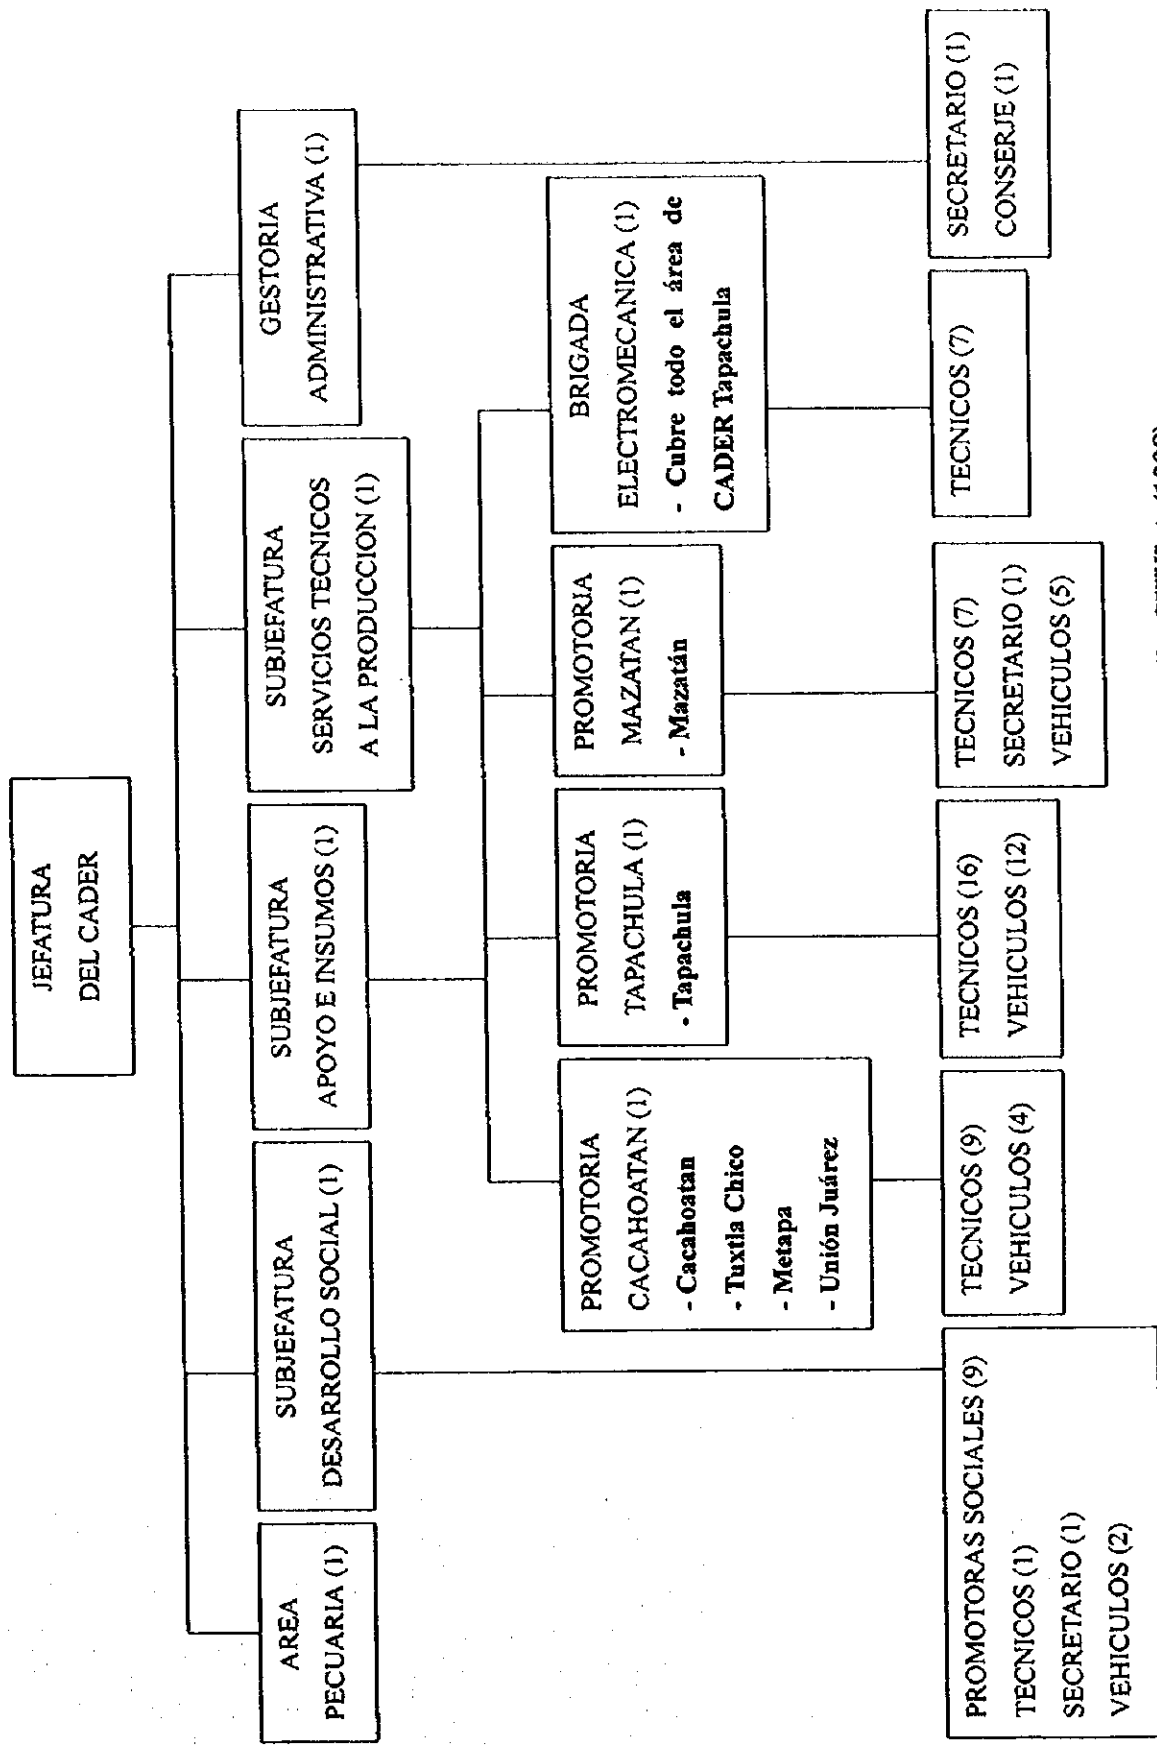 JEFATURA
DEL CADER
AREA
PECUARIA (1)
SUBJEFATURA
DESARROLLO SOCIAL (1)
SUBJEFATURA
APOYO E INSUMOS (1)
SUBJEFATURA
SERVICIOS TECNICOS
A LA PRODUCCION (1)
GESTORIA
ADMINISTRATIVA (1)
PROMOTORIA
CACAHOATAN (1)
- Cacahoatan
- Tuxtla Chico
- Metapa
- Unión Juárez
PROMOTORIA
TAPACHULA (1)
- Tapachula
PROMOTORIA
MAZATAN (1)
- Mazatán
BRIGADA
ELECTROMECANICA (1)
- Cubre todo el área de
CADER Tapachula
PROMOTORAS SOCIALES (9)
TECNICOS (1)
SECRETARIO (1)
VEHICULOS (2)
TECNICOS (9)
VEHICULOS (4)
TECNICOS (16)
VEHICULOS (12)
TECNICOS (7)
SECRETARIO (1)
VEHICULOS (5)
TECNICOS (7)
SECRETARIO (1)
CONSERJE (1)